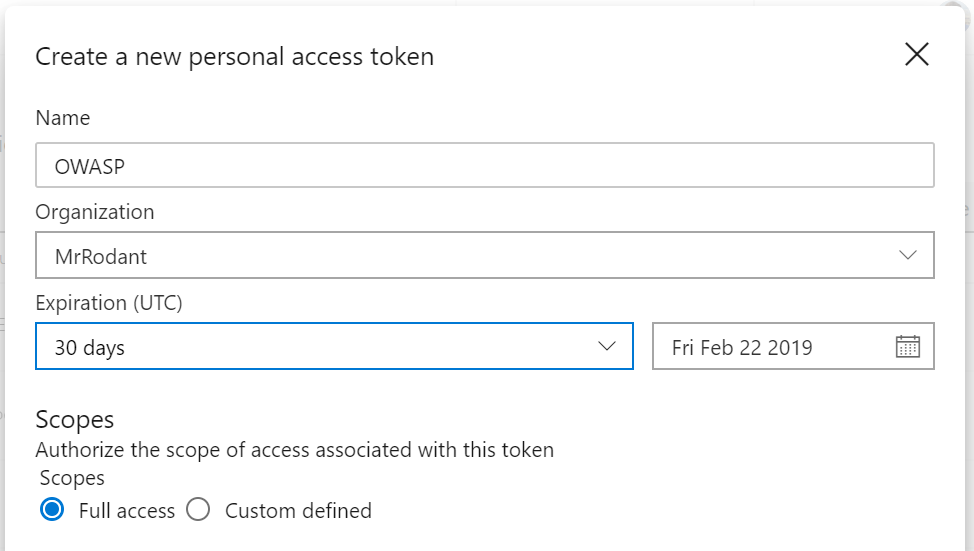 Create a new personal access token
Name
OWASP
Organization
MrRodant
Expiration (UTC)
30 days
Fri Feb 22 2019
Scopes
Authorize the scope of access associated with this token
Scopes
Full access
Custom defined